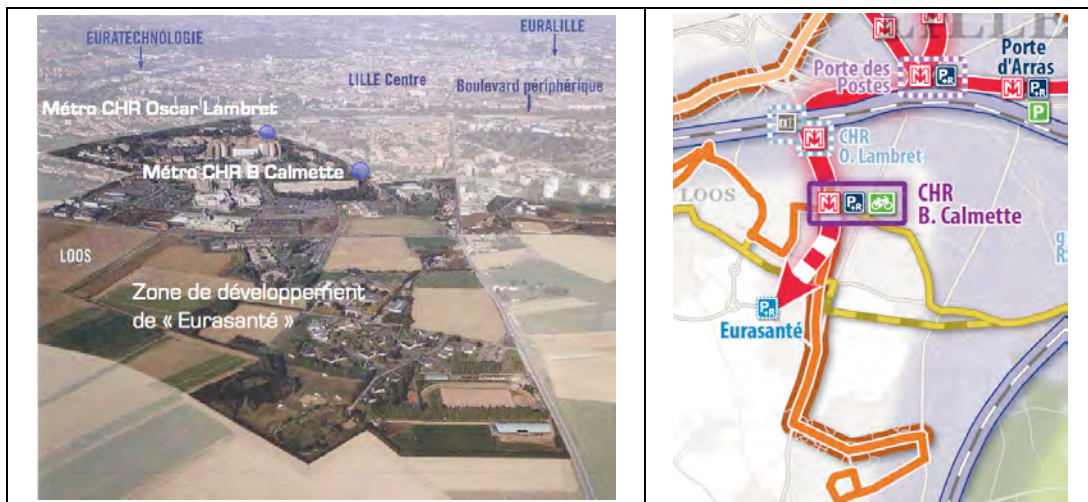 EURATECHNOLOGIE
EURALILLE
LILLE Centre
Boulevard périphérique
Métro CHR Oscar Lambret
Métro CHR B Calmette
LOOS
Zone de développement
de « Eurasanté »
LILLE
Porte des
Postes
P+R
Porte
d'Arras
P+R
P
CHR
O. Lambret
LOOS
P+R
CHR
B. Calmette
P+R
Eurasanté